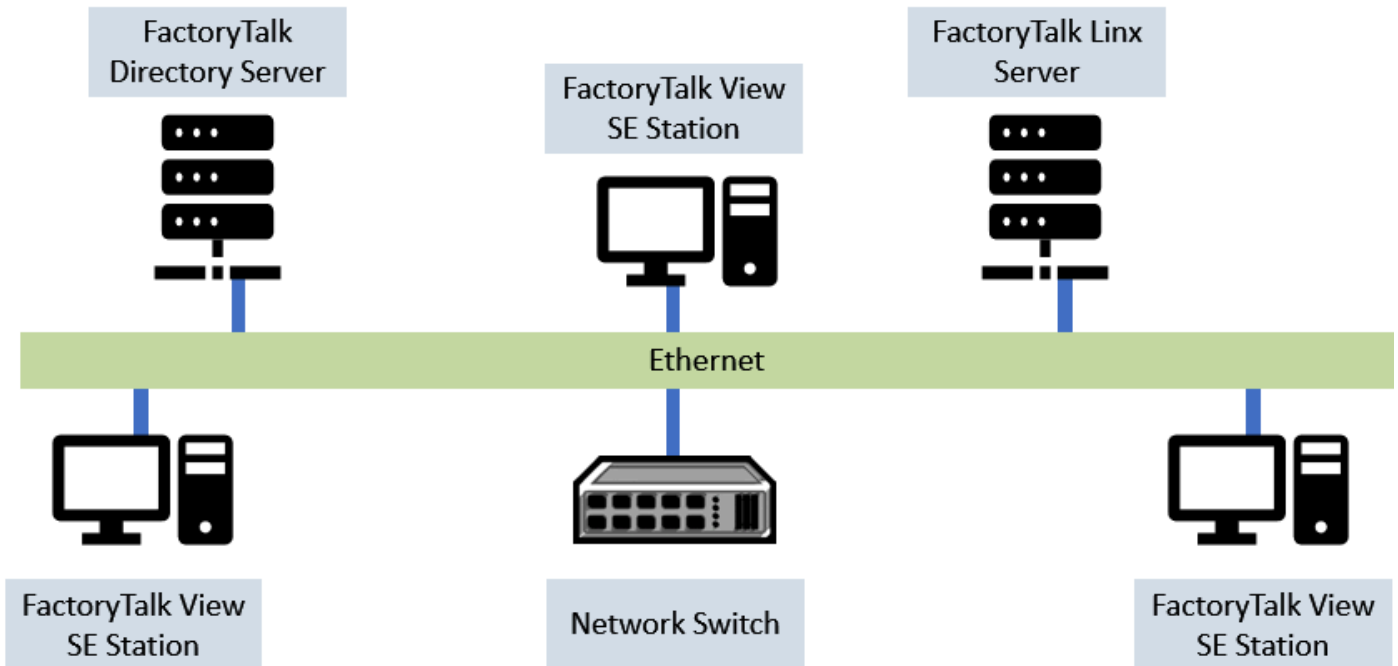 FactoryTalk
Directory Server
FactoryTalk View
SE Station
FactoryTalk Linx
Server
Ethernet
FactoryTalk View
SE Station
Network Switch
FactoryTalk View
SE Station